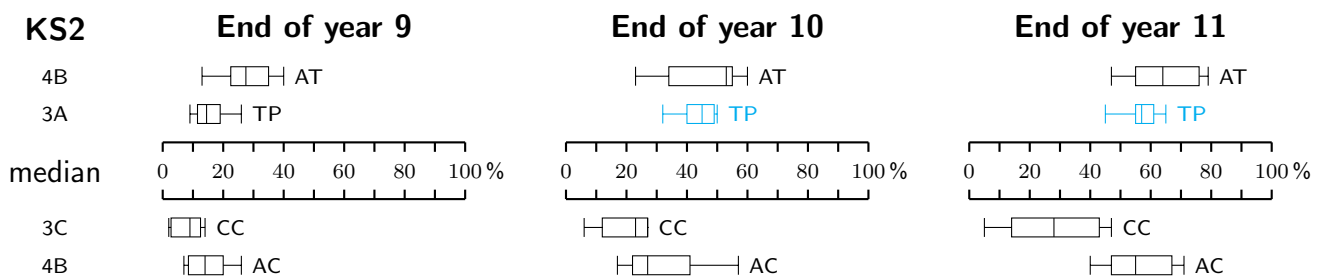 KS2 End of year 9 End of year 10 End of year 11
4B AT AT AT
3A TP TP TP
median 0 20 40 60 80 100 % 0 20 40 60 80 100 % 0 20 40 60 80 100 %
3C CC CC CC
4B AC AC AC